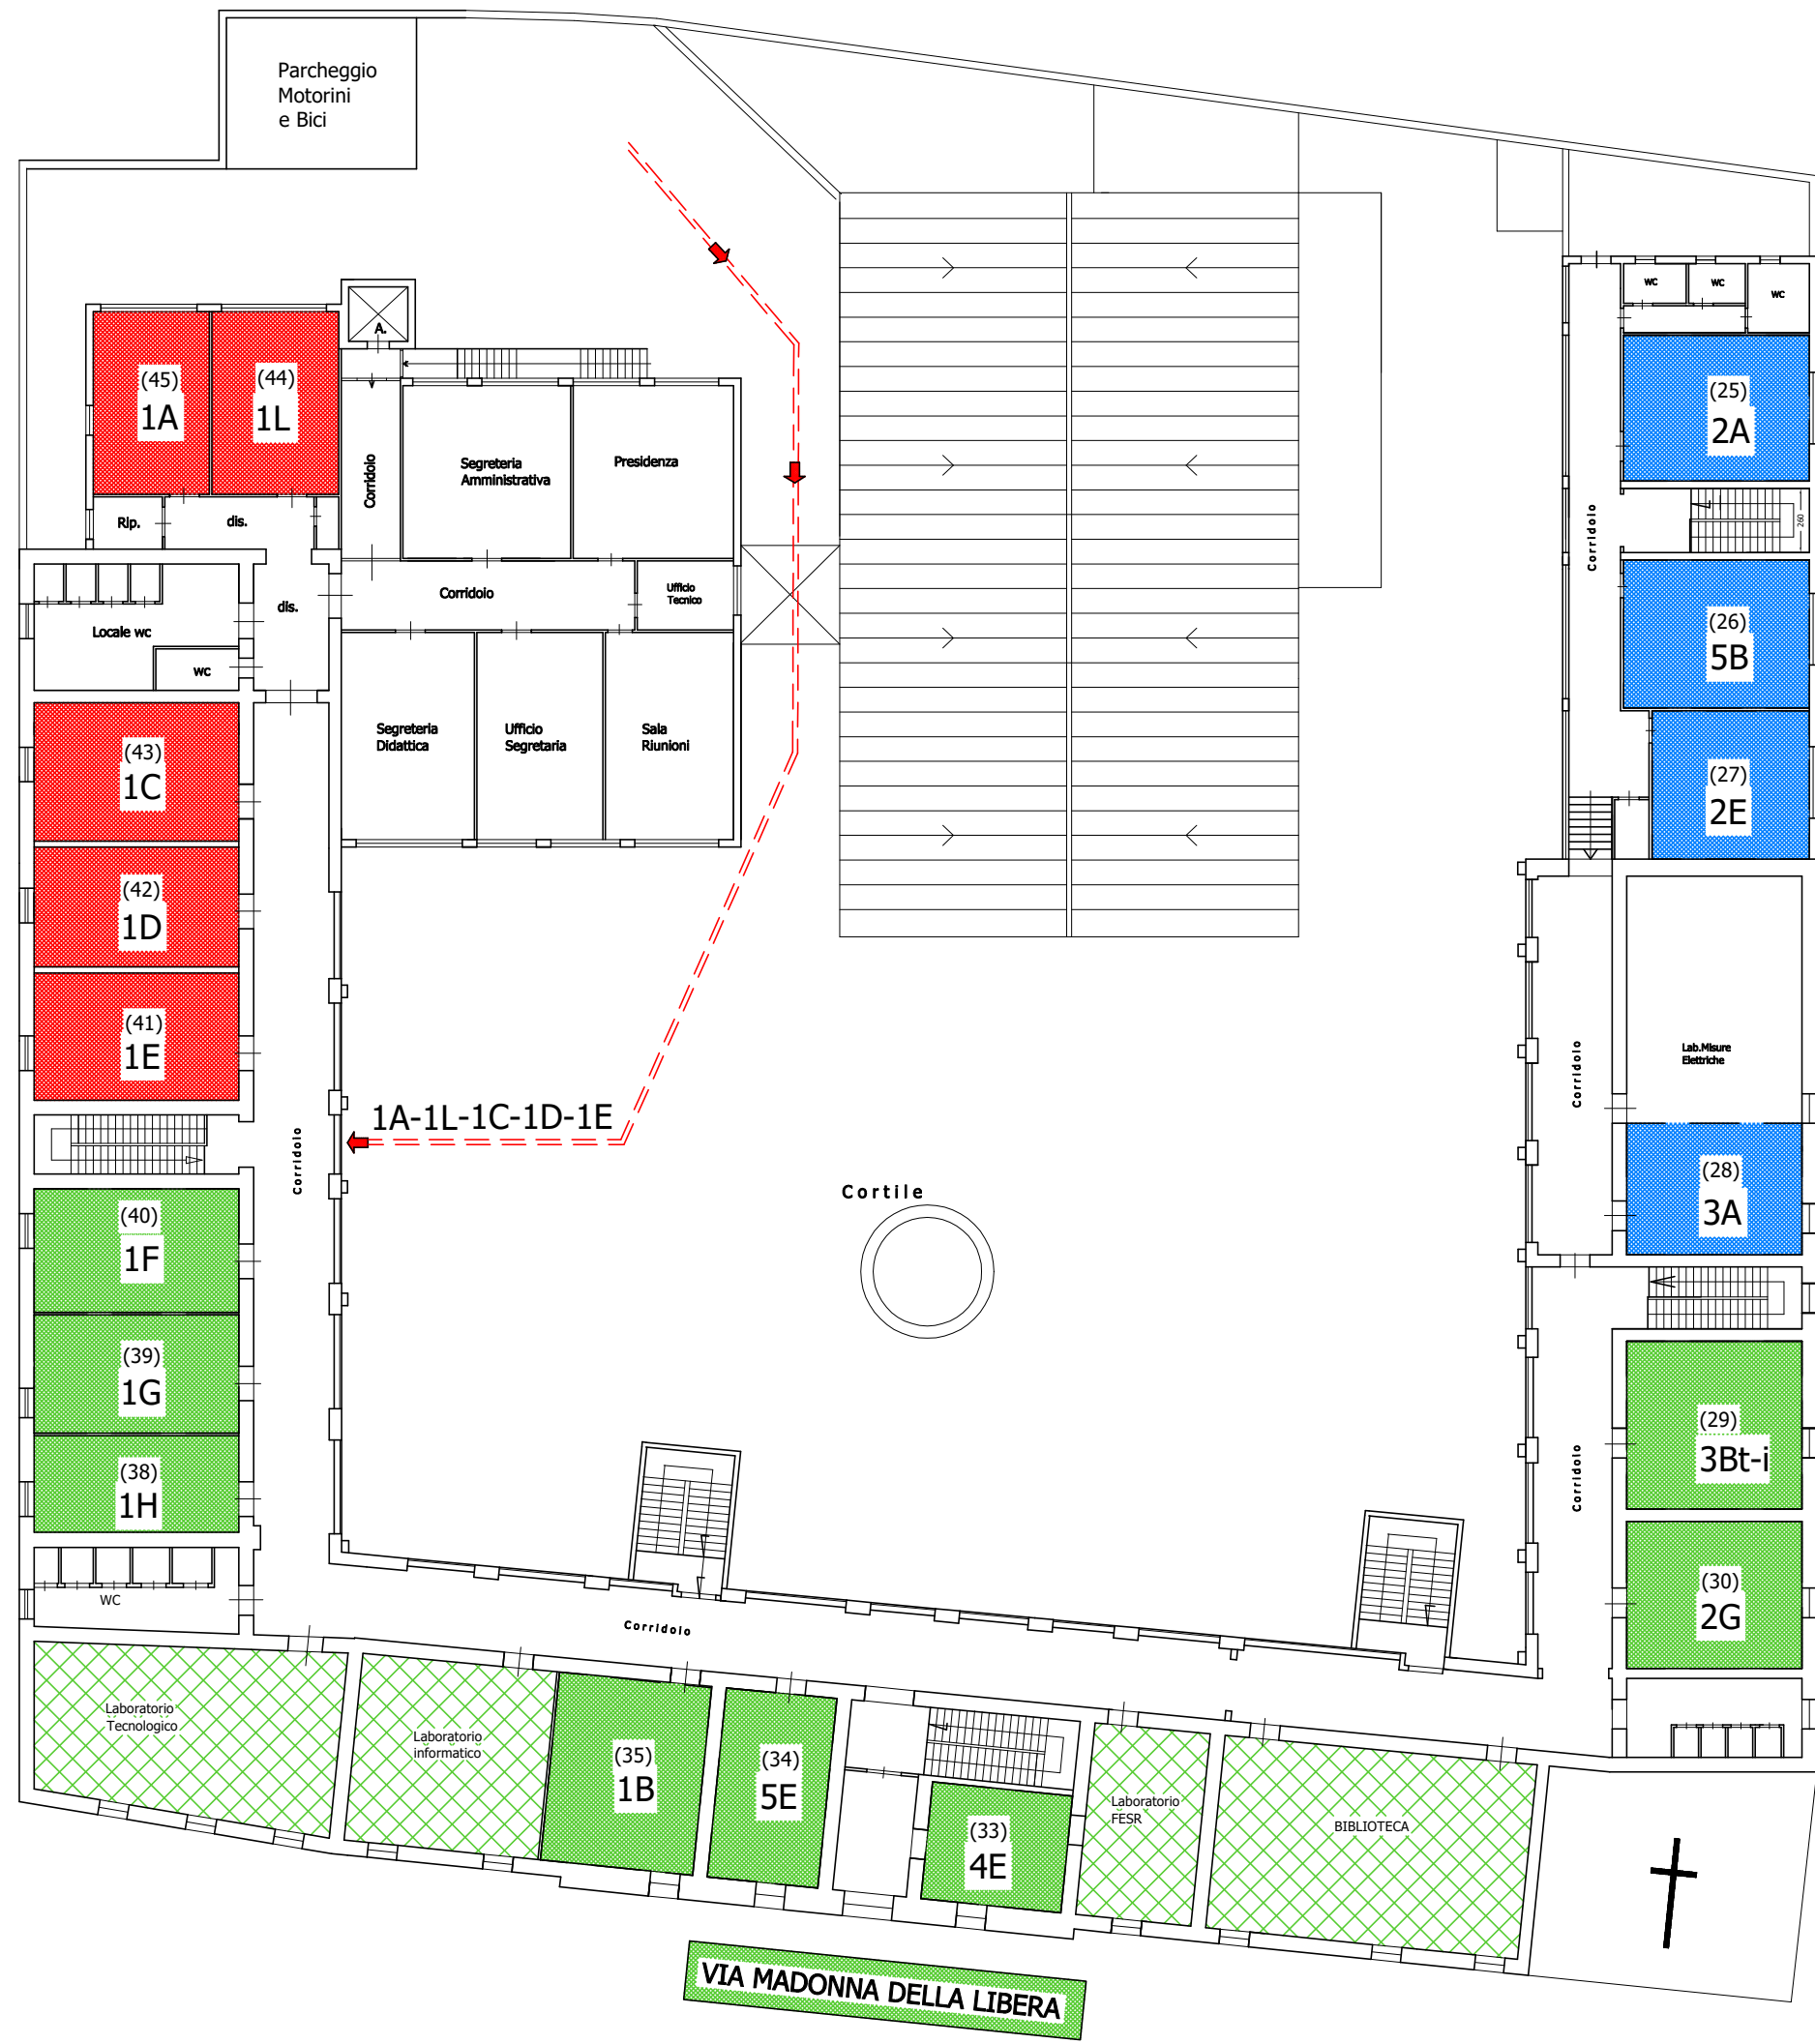 Parcheggio
Motorini
e Bici
A.
(45)
1A
(44)
1L
Corridoio
Segreteria
Amministrativa
Presidenza
Rip.
dis.
Corridoio
Ufficio
Tecnico
dis.
Locale wc
WC
Segreteria
Didattica
Ufficio
Segretaria
Sala
Riunioni
(43)
1C
(42)
1D
(41)
1E
Corridoio
1A-1L-1C-1D-1E
(40)
1F
(39)
1G
(38)
1H
WC
Cortile
WC
WC
WC
(25)
2A
260
Corridoio
(26)
5B
(27)
2E
Corridoio
Lab.Misure
Elettriche
(28)
3A
Corridoio
(29)
3Bt-i
(30)
2G
Corridoio
Laboratorio
Tecnologico
Laboratorio
informatico
(35)
1B
(34)
5E
(33)
4E
Laboratorio
FESR
BIBLIOTECA
VIA MADONNA DELLA LIBERA